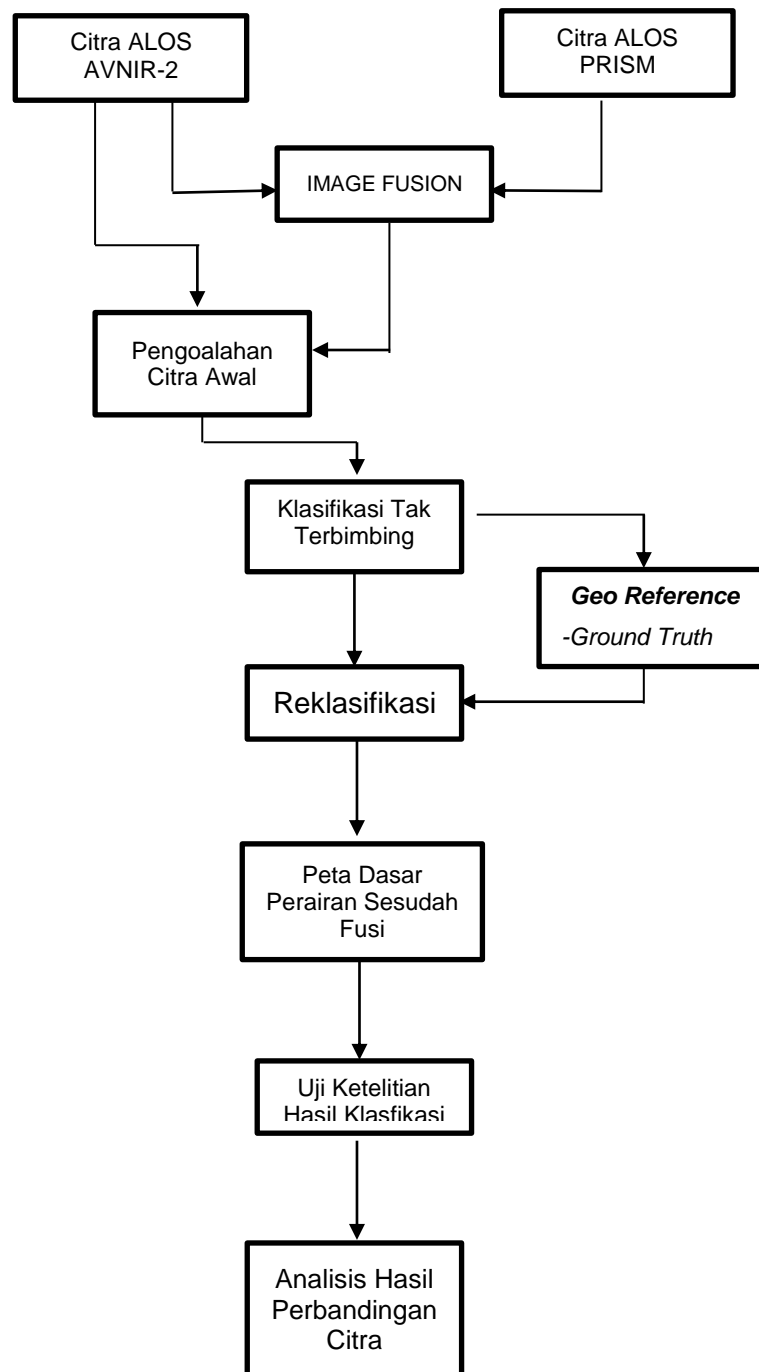 Citra ALOS
AVNIR-2
Citra ALOS
PRISM
IMAGE FUSION
Pengoalahan
Citra Awal
Klasifikasi Tak
Terbimbing
Geo Reference
-Ground Truth
Reklasifikasi
Peta Dasar
Perairan Sesudah
Fusi
Uji Ketelitian
Hasil Klasfikasi
Analisis Hasil
Perbandingan
Citra